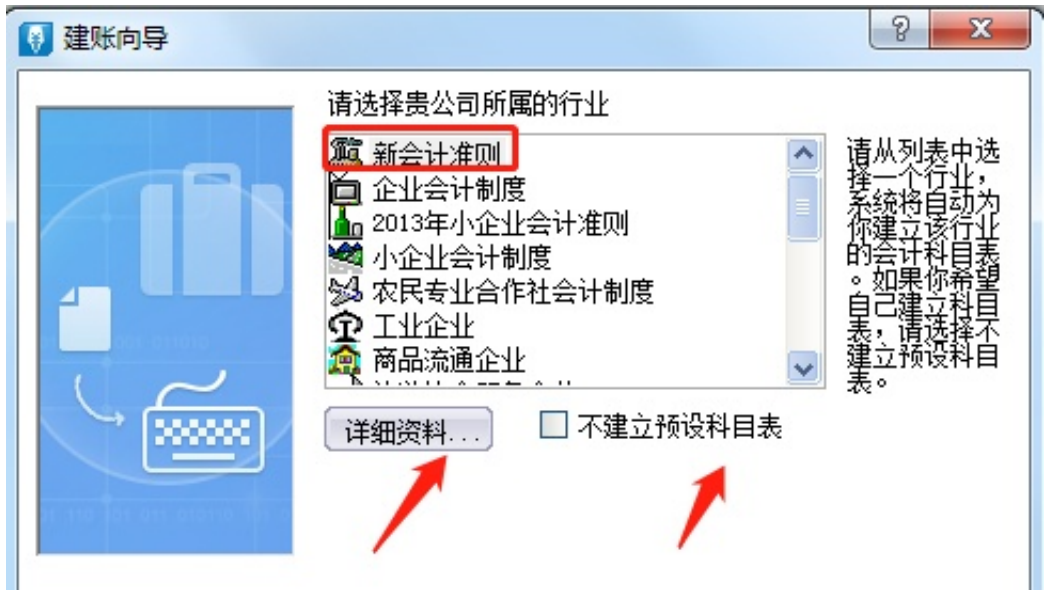 建账向导
请选择贵公司所属的行业
新会计准则
企业会计制度
2013年小企业会计准则
小企业会计制度
农民专业合作社会计制度
工业企业
商品流通企业
详细资料...
不建立预设科目表
请从列表中选
择一个行业，
系统将自动为
你建立该行业
的会计科目表
。如果你希望
自己建立科目
表，请选择不
建立预设科目
表。